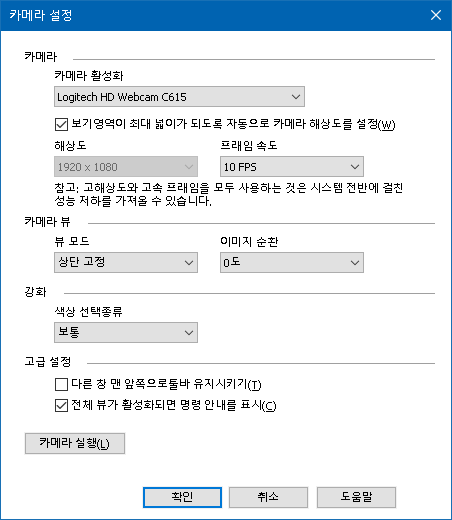 카메라 설정
카메라
카메라 활성화
Logitech HD Webcam C615
보기영역이 최대 넓이가 되도록 자동으로 카메라 해상도를 설정(W)
해상도 프레임 속도
1920 x 1080 10 FPS
참고: 고해상도와 고속 프레임을 모두 사용하는 것은 시스템 전반에 걸친
성능 저하를 가져올 수 있습니다.
카메라 뷰
뷰 모드 이미지 순환
상단 고정 0도
강화
색상 선택종류
보통
고급 설정
다른 창 맨 앞쪽으로툴바 유지시키기(T)
전체 뷰가 활성화되면 명령 안내를 표시(C)
카메라 실행(L)
확인 취소 도움말